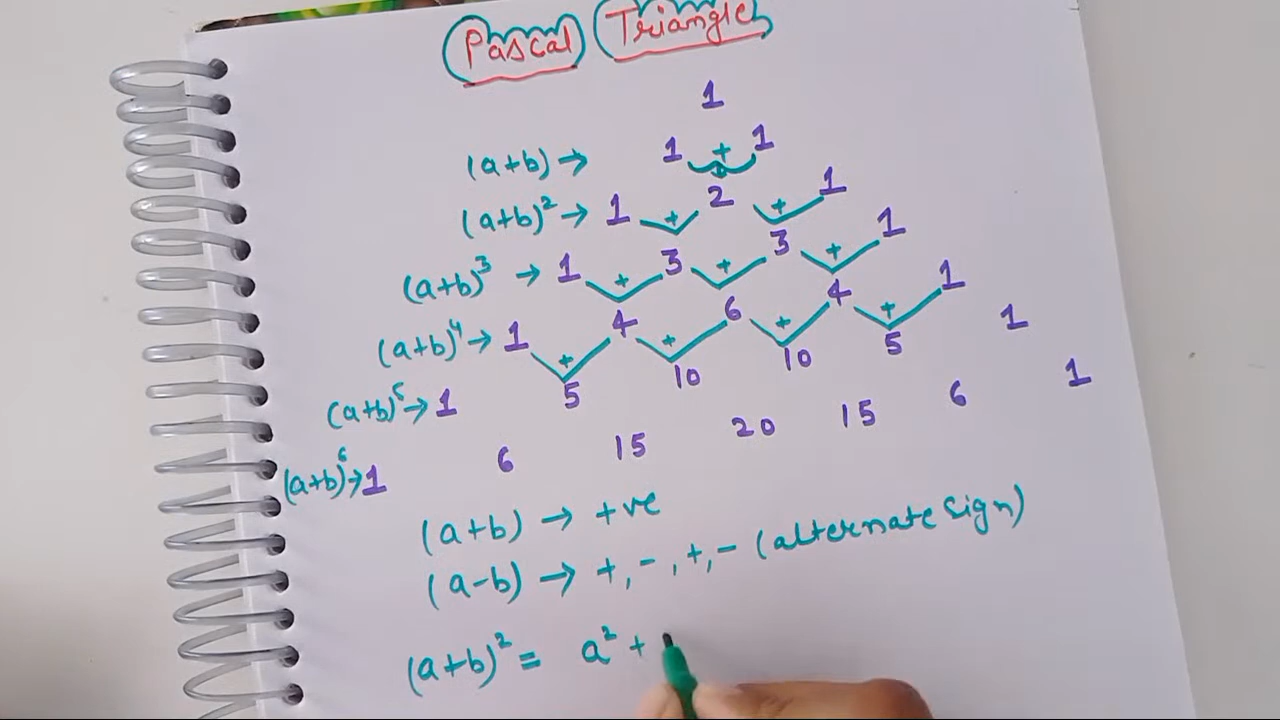 Pascal Triangle
1
(a+b) → 1 + 1
(a+b)² → 1 + 2 + 1
(a+b)³ → 1 + 3 + 3 + 1
(a+b)⁴ → 1 + 4 + 6 + 4 + 1
(a+b)⁵ → 1 5 10 10 5 1
(a+b)⁶ → 1 6 15 20 15 6 1
(a+b) → +ve
(a-b) → +, -, +, - (alternate sign)
(a+b)² = a² +